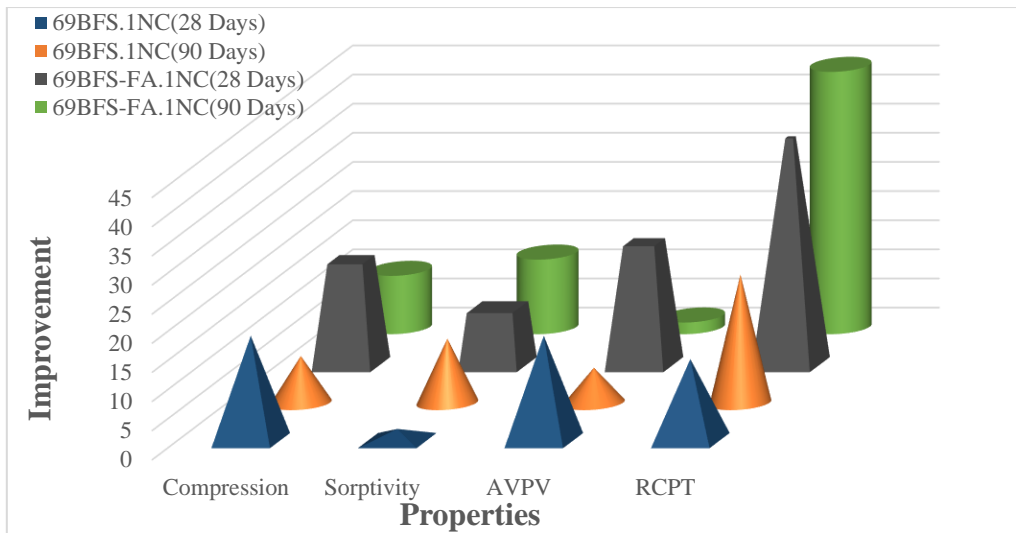 69BFS.1NC(28 Days)
69BFS.1NC(90 Days)
69BFS-FA.1NC(28 Days)
69BFS-FA.1NC(90 Days)
45
40
35
30
25
20
15
10
5
0
Improvement
Compression
Sorptivity
AVPV
RCPT
Properties